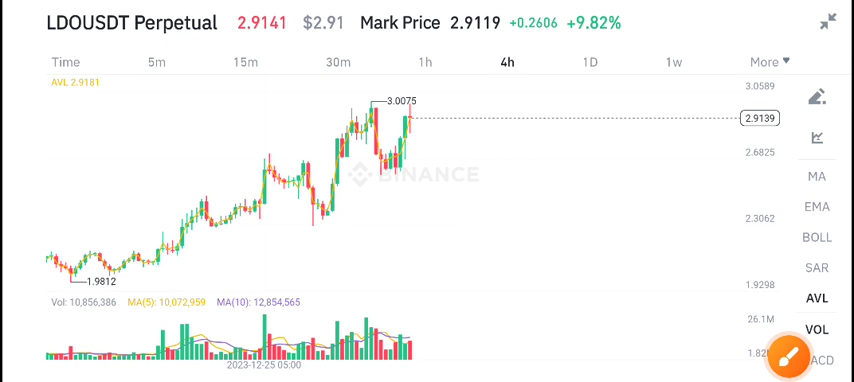 LDOUSDT Perpetual 2.9141 $2.91 Mark Price 2.9119 +0.2606 +9.82%
Time 5m 15m 30m 1h 4h 1D 1w More
AVL 2.9181
3.0589
3.0075
2.9139
2.6825
BINANCE
MA
EMA
2.3062
BOLL
SAR
1.9812
1.9298
AVL
Vol: 10,856,386 MA(5): 10,072,959 MA(10): 12,854,565
26.1M
VOL
1.82
ACD
2023-12-25 05:00